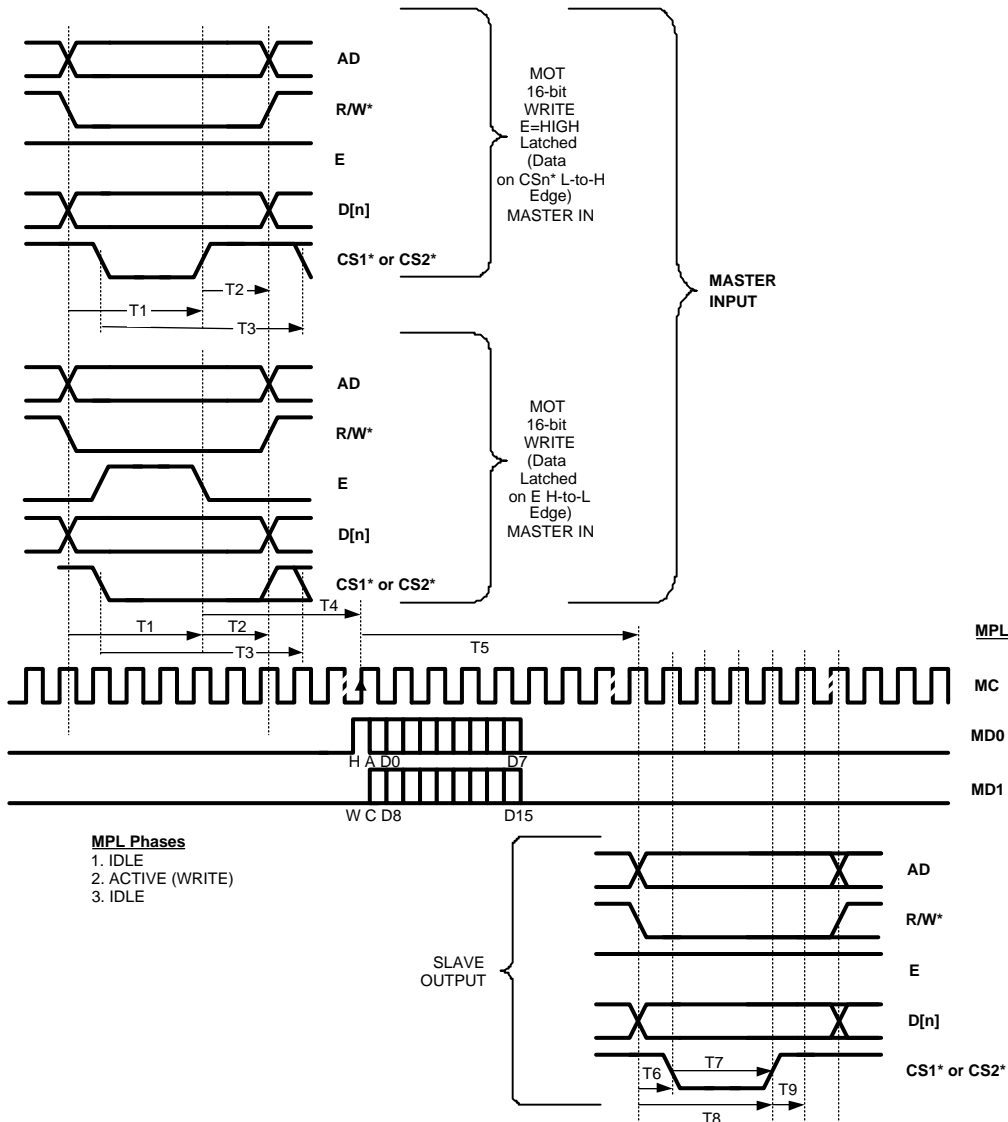 AD
R/W*
E
D[n]
CS1* or CS2*
T2
T1
T3
MOT
16-bit
WRITE
E=HIGH
Latched
(Data
on CSn* L-to-H
Edge)
MASTER IN
MASTER
INPUT
AD
R/W*
E
D[n]
CS1* or CS2*
T4
T1
T2
T3
MOT
16-bit
WRITE
(Data
Latched
on E H-to-L
Edge)
MASTER IN
T5
MPL
MC
MD0
H A D0 D7
MD1
W C D8 D15
MPL Phases
1. IDLE
2. ACTIVE (WRITE)
3. IDLE
SLAVE
OUTPUT
AD
R/W*
E
D[n]
CS1* or CS2*
T7
T6
T9
T8